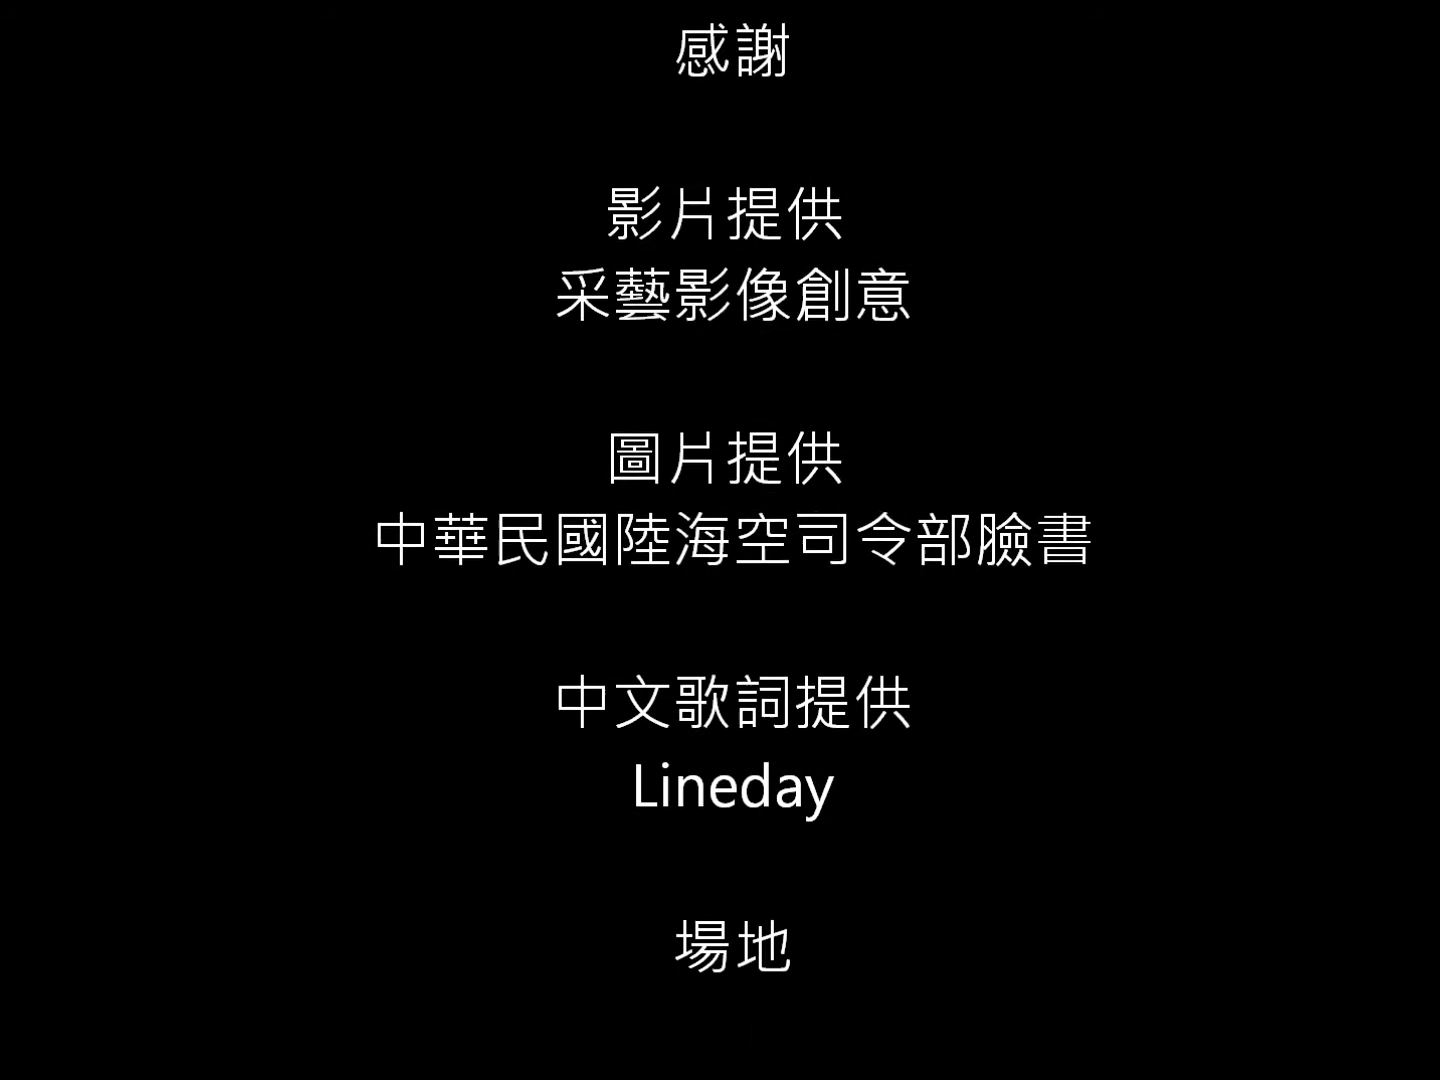 感謝
影片提供
采藝影像創意
圖片提供
中華民國陸海空司令部臉書
中文歌詞提供
Lineday
場地